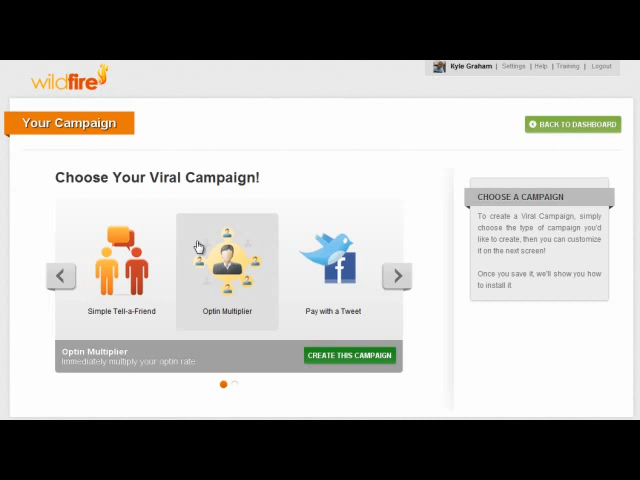 wildfire
Kyle Graham | Settings | Help | Training | Logout
Your Campaign
BACK TO DASHBOARD
Choose Your Viral Campaign!
Simple Tell-a-Friend
Optin Multiplier
Pay with a Tweet
Optin Multiplier
Immediately multiply your optin rate
CREATE THIS CAMPAIGN
CHOOSE A CAMPAIGN
To create a Viral Campaign, simply
choose the type of campaign you'd
like to create, then you can customize
it on the next screen!
Once you save it, we'll show you how
to install it